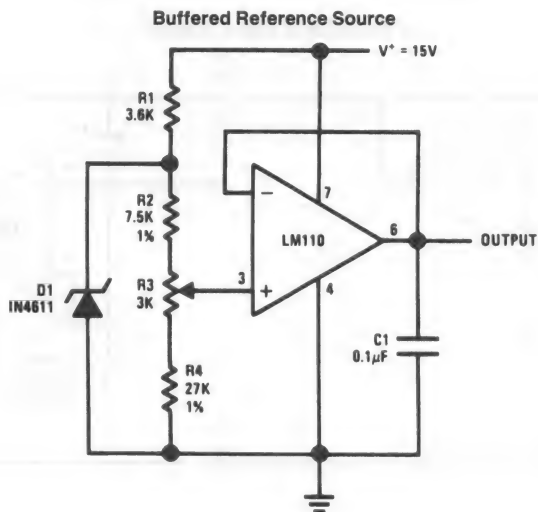 Buffered Reference Source
V+ = 15V
R1
3.6K
R2
7.5K
1%
7
−
LM110
6
OUTPUT
3
+
4
D1
IN4611
R3
3K
C1
0.1µF
R4
27K
1%